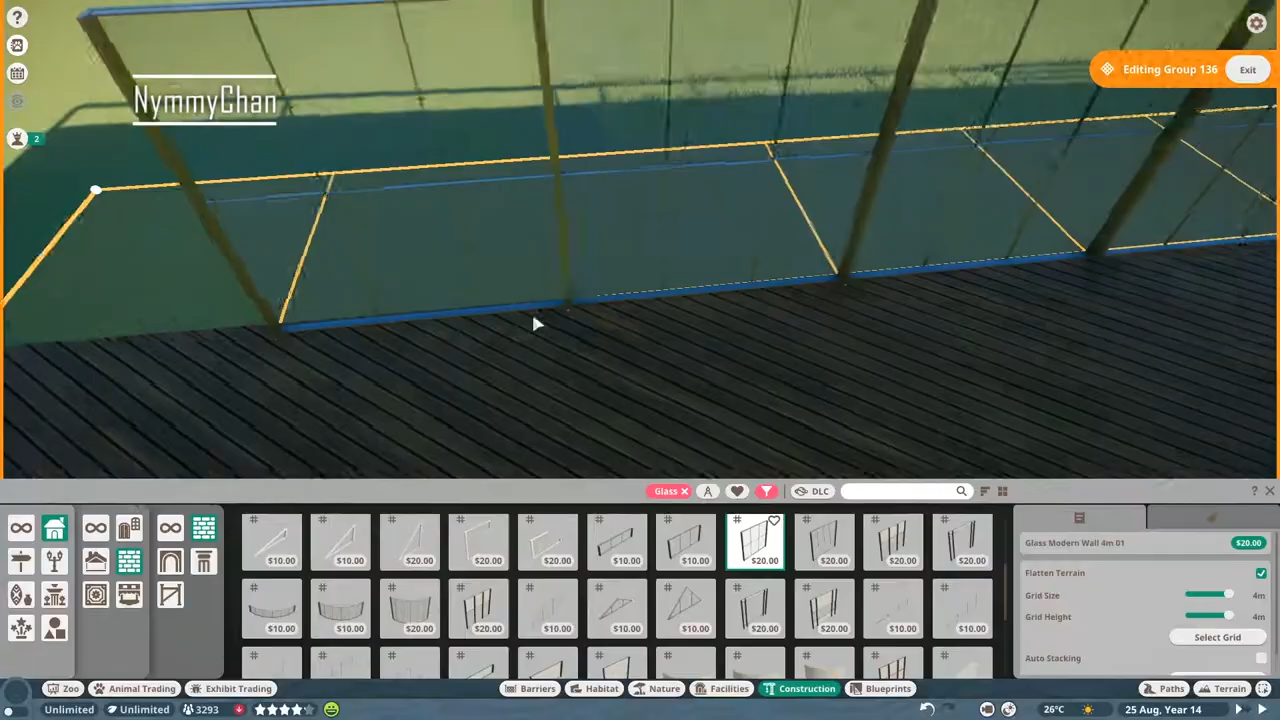 ?
NymmyChan
Editing Group 136
Exit
2
Glass ×
DLC
? ×
$10.00 $10.00 $20.00 $20.00 $20.00 $10.00 $10.00 $20.00 $20.00 $20.00 $20.00
$10.00 $10.00 $20.00 $20.00 $10.00 $10.00 $10.00 $20.00 $20.00 $10.00 $10.00
Glass Modern Wall 4m 01 $20.00
Flatten Terrain
Grid Size 4m
Grid Height 4m
Select Grid
Auto Stacking
Zoo Animal Trading Exhibit Trading Barriers Habitat Nature Facilities Construction Blueprints Paths Terrain
Unlimited Unlimited 3293 26°C 25 Aug, Year 14